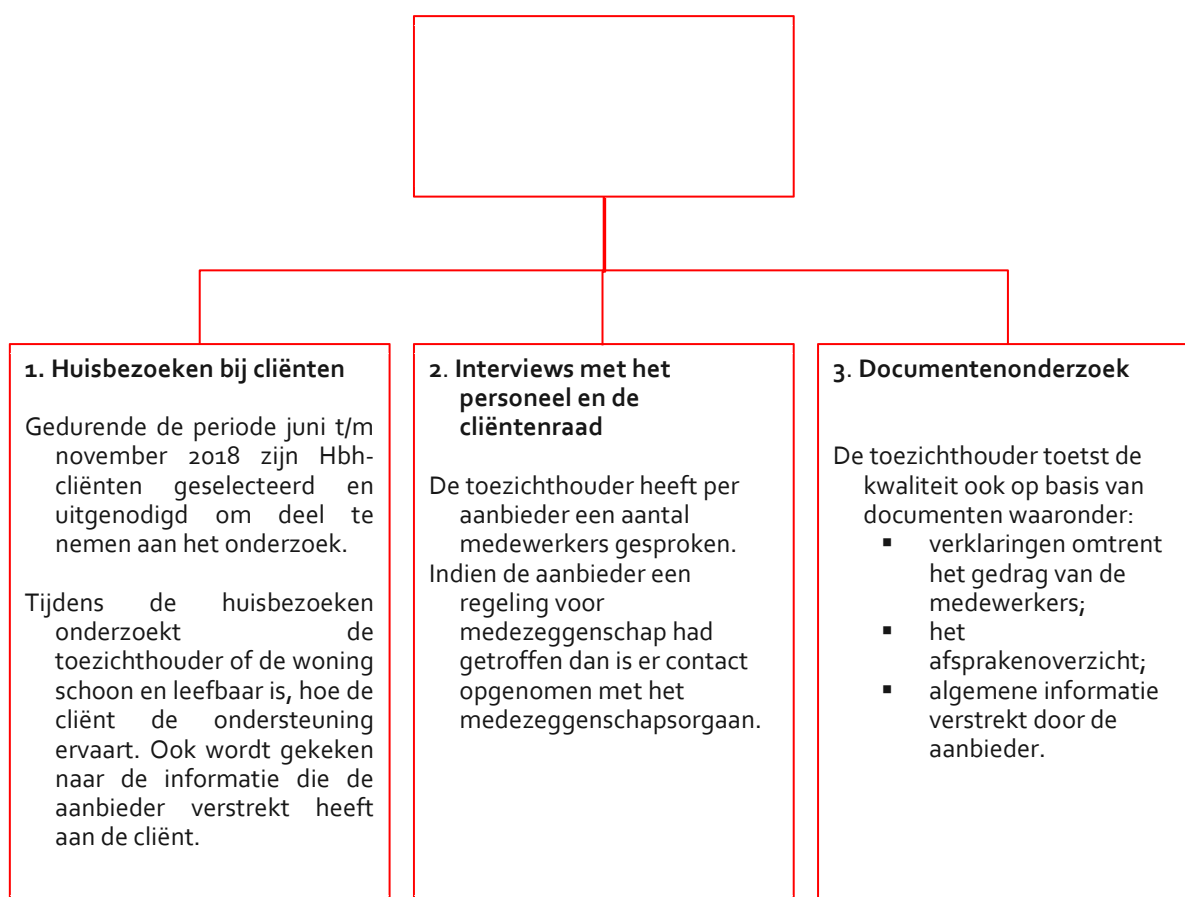 1. Huisbezoeken bij cliënten
Gedurende de periode juni t/m
november 2018 zijn Hbh-
cliënten geselecteerd en
uitgenodigd om deel te
nemen aan het onderzoek.
Tijdens de huisbezoeken
onderzoekt de
toezichthouder of de woning
schoon en leefbaar is, hoe de
cliënt de ondersteuning
ervaart. Ook wordt gekeken
naar de informatie die de
aanbieder verstrekt heeft
aan de cliënt.
2. Interviews met het
personeel en de
cliëntenraad
De toezichthouder heeft per
aanbieder een aantal
medewerkers gesproken.
Indien de aanbieder een
regeling voor
medezeggenschap had
getroffen dan is er contact
opgenomen met het
medezeggenschapsorgaan.
3. Documentenonderzoek
De toezichthouder toetst de
kwaliteit ook op basis van
documenten waaronder:
▪ verklaringen omtrent
het gedrag van de
medewerkers;
▪ het
afsprakenoverzicht;
▪ algemene informatie
verstrekt door de
aanbieder.